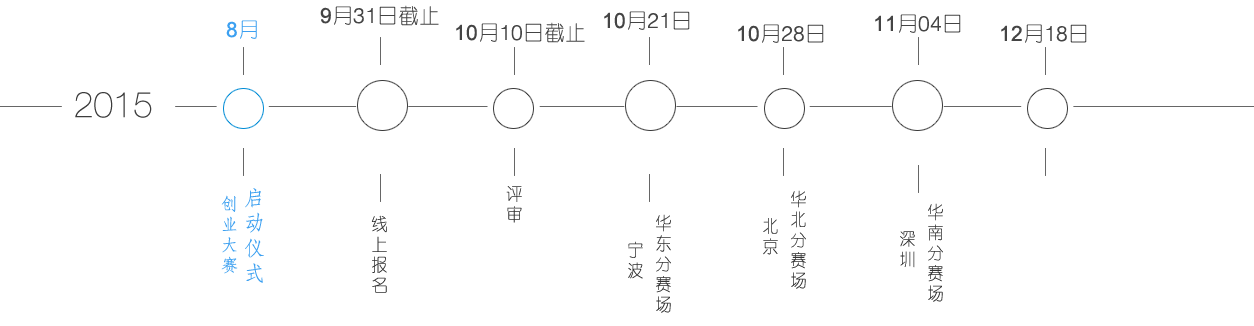 2015
8月
9月31日截止
10月10日截止
10月21日
10月28日
11月04日
12月18日
创业大赛
启动仪式
线上报名
评审
宁波
华东分赛场
北京
华北分赛场
深圳
华南分赛场